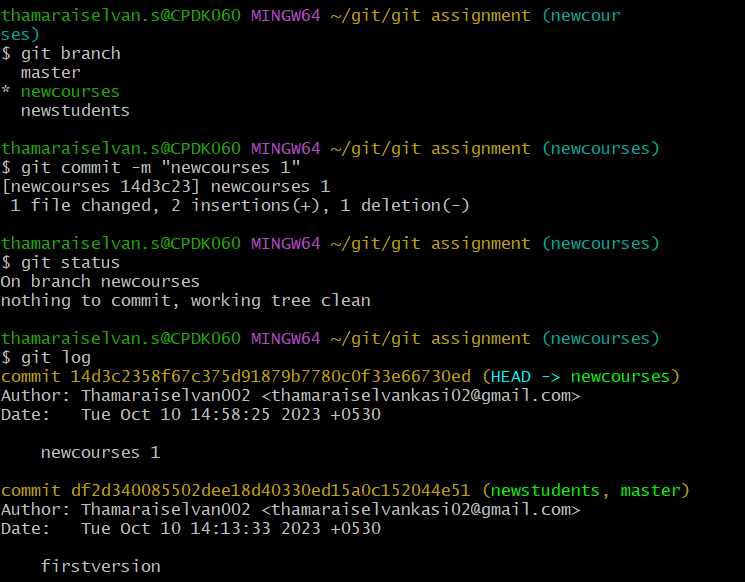 thamaraiselvan.s@CPDK060 MINGW64 ~/git/git assignment (newcour
ses)
$ git branch
  master
* newcourses
  newstudents

thamaraiselvan.s@CPDK060 MINGW64 ~/git/git assignment (newcourses)
$ git commit -m "newcourses 1"
[newcourses 14d3c23] newcourses 1
 1 file changed, 2 insertions(+), 1 deletion(-)

thamaraiselvan.s@CPDK060 MINGW64 ~/git/git assignment (newcourses)
$ git status
On branch newcourses
nothing to commit, working tree clean

thamaraiselvan.s@CPDK060 MINGW64 ~/git/git assignment (newcourses)
$ git log
commit 14d3c2358f67c375d91879b7780c0f33e66730ed (HEAD -> newcourses)
Author: Thamaraiselvan002 <thamaraiselvankasi02@gmail.com>
Date:   Tue Oct 10 14:58:25 2023 +0530

    newcourses 1

commit df2d340085502dee18d40330ed15a0c152044e51 (newstudents, master)
Author: Thamaraiselvan002 <thamaraiselvankasi02@gmail.com>
Date:   Tue Oct 10 14:13:33 2023 +0530

    firstversion